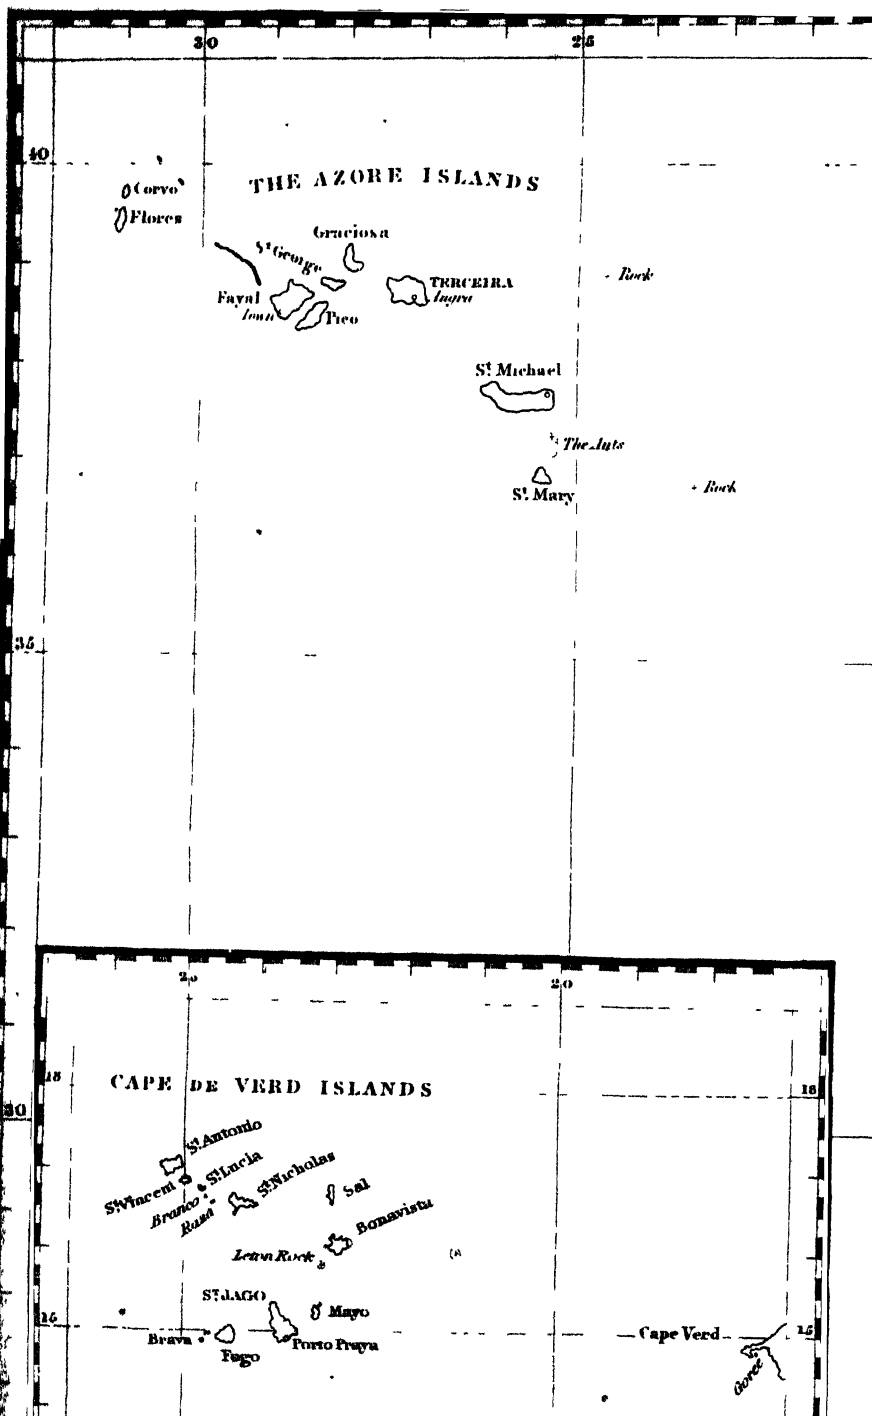 30 25
40
THE AZORE ISLANDS
Corvo
Flores
Graciosa
St George
TERCEIRA
Angra
Rock
Fayal
Town
Pico
St Michael
The Ants
St Mary
Rock
35
25 20
18 18
CAPE DE VERD ISLANDS
30
St Antonio
St Vincent
St Lucia
Branco
Raza
St Nicholas
Sal
Bonavista
Leton Rock
St JAGO
Mayo
15 15
Brava
Fogo
Porto Praya
Cape Verd
Goree